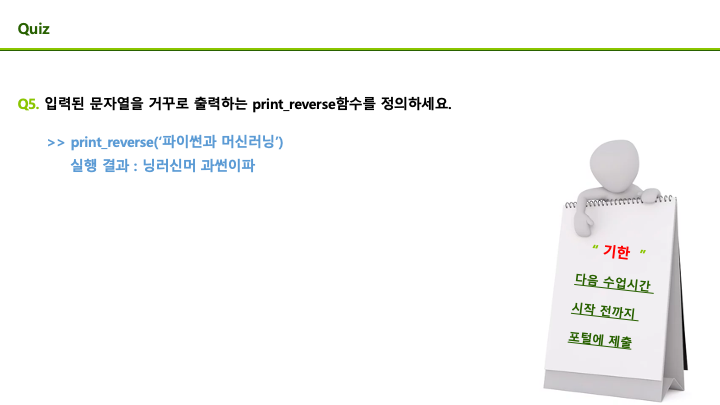 Quiz
Q5. 입력된 문자열을 거꾸로 출력하는 print_reverse함수를 정의하세요.
>> print_reverse(‘파이썬과 머신러닝’)
실행 결과 : 닝러신머 과썬이파
“ 기한 ”
다음 수업시간
시작 전까지
포털에 제출